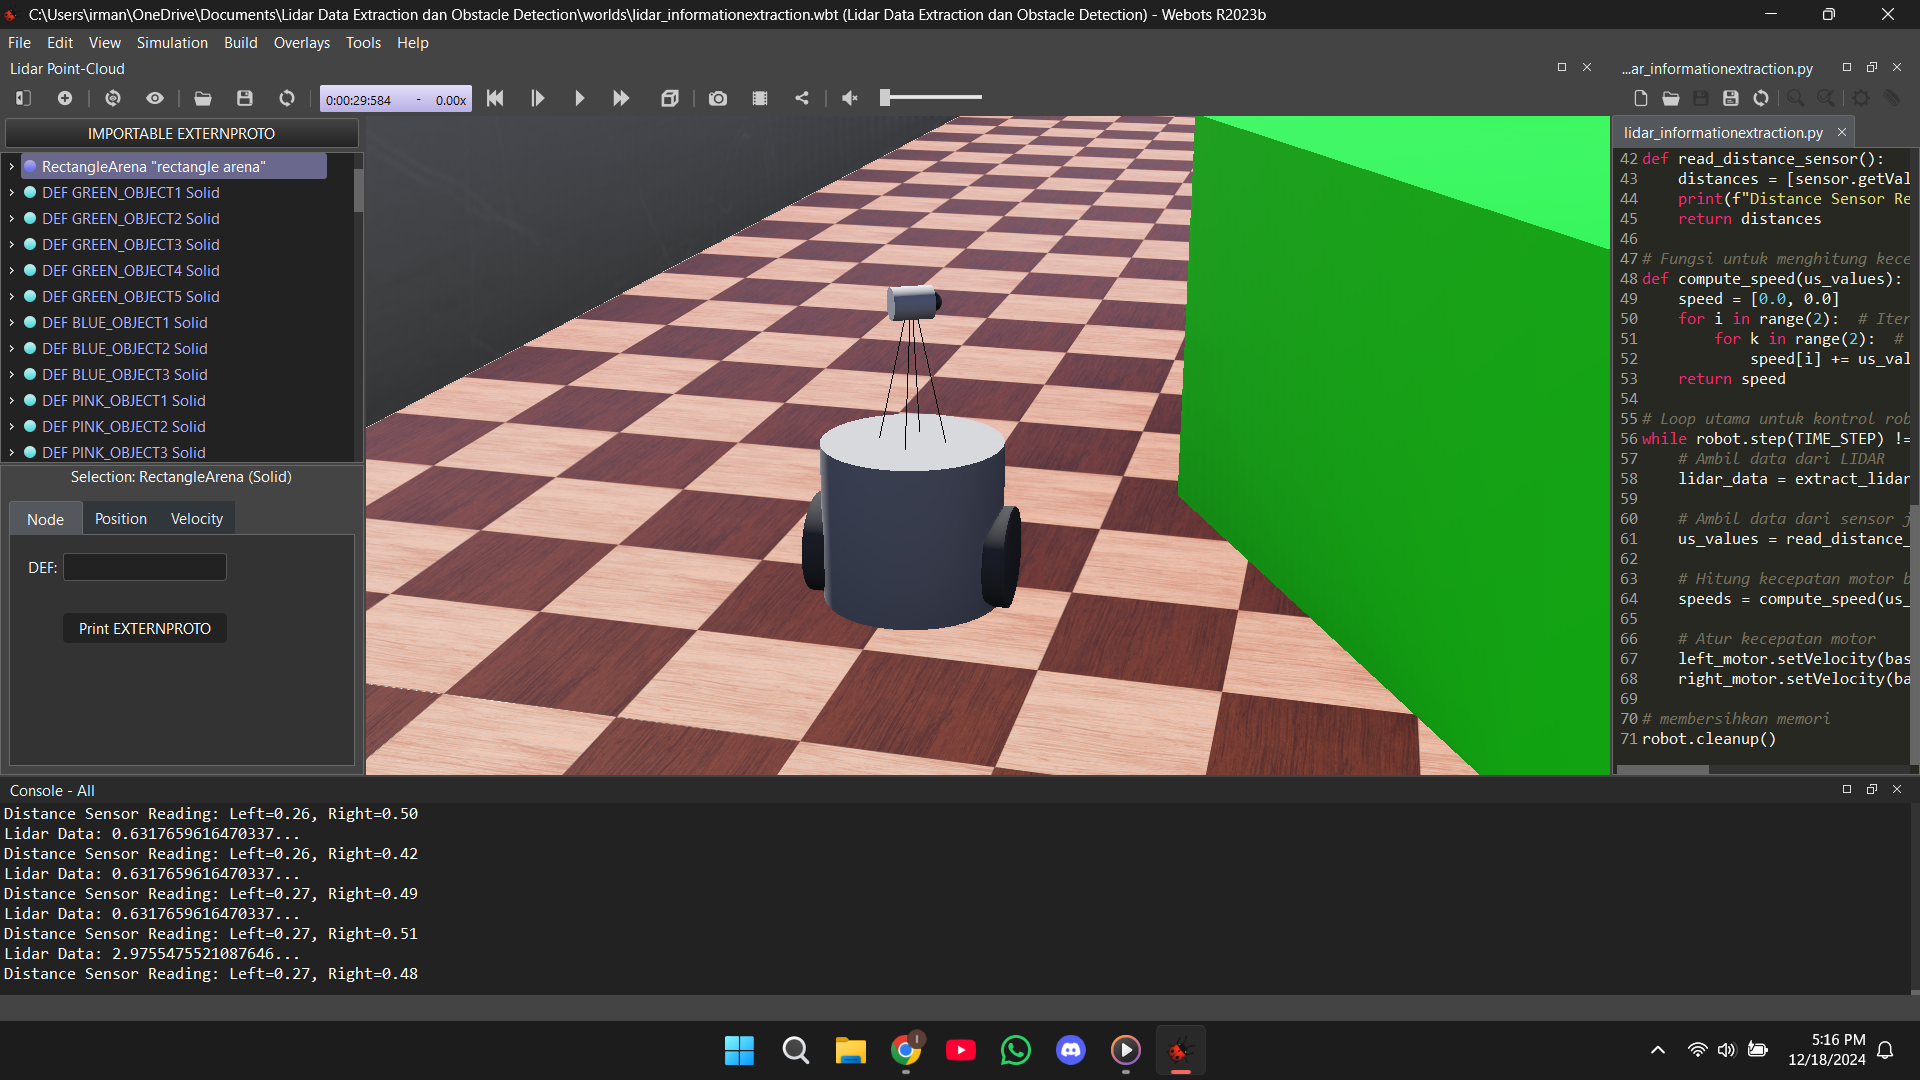 C:\Users\irman\OneDrive\Documents\Lidar Data Extraction dan Obstacle Detection\worlds\lidar_informationextraction.wbt (Lidar Data Extraction dan Obstacle Detection) - Webots R2023b
File Edit View Simulation Build Overlays Tools Help
Lidar Point-Cloud
...ar_informationextraction.py
0:00:29:584 - 0.00x
IMPORTABLE EXTERNPROTO
RectangleArena "rectangle arena"
DEF GREEN_OBJECT1 Solid
DEF GREEN_OBJECT2 Solid
DEF GREEN_OBJECT3 Solid
DEF GREEN_OBJECT4 Solid
DEF GREEN_OBJECT5 Solid
DEF BLUE_OBJECT1 Solid
DEF BLUE_OBJECT2 Solid
DEF BLUE_OBJECT3 Solid
DEF PINK_OBJECT1 Solid
DEF PINK_OBJECT2 Solid
DEF PINK_OBJECT3 Solid
Selection: RectangleArena (Solid)
Node Position Velocity
DEF:
Print EXTERNPROTO
lidar_informationextraction.py
42 def read_distance_sensor():
43 distances = [sensor.getVal
44 print(f"Distance Sensor Re
45 return distances
46
47 # Fungsi untuk menghitung kece
48 def compute_speed(us_values):
49 speed = [0.0, 0.0]
50 for i in range(2): # Iter
51 for k in range(2): #
52 speed[i] += us_val
53 return speed
54
55 # Loop utama untuk kontrol rob
56 while robot.step(TIME_STEP) !=
57 # Ambil data dari LIDAR
58 lidar_data = extract_lidar
59
60 # Ambil data dari sensor j
61 us_values = read_distance_
62
63 # Hitung kecepatan motor b
64 speeds = compute_speed(us_
65
66 # Atur kecepatan motor
67 left_motor.setVelocity(bas
68 right_motor.setVelocity(ba
69
70 # membersihkan memori
71 robot.cleanup()
Console - All
Distance Sensor Reading: Left=0.26, Right=0.50
Lidar Data: 0.6317659616470337...
Distance Sensor Reading: Left=0.26, Right=0.42
Lidar Data: 0.6317659616470337...
Distance Sensor Reading: Left=0.27, Right=0.49
Lidar Data: 0.6317659616470337...
Distance Sensor Reading: Left=0.27, Right=0.51
Lidar Data: 2.9755475521087646...
Distance Sensor Reading: Left=0.27, Right=0.48
5:16 PM
12/18/2024